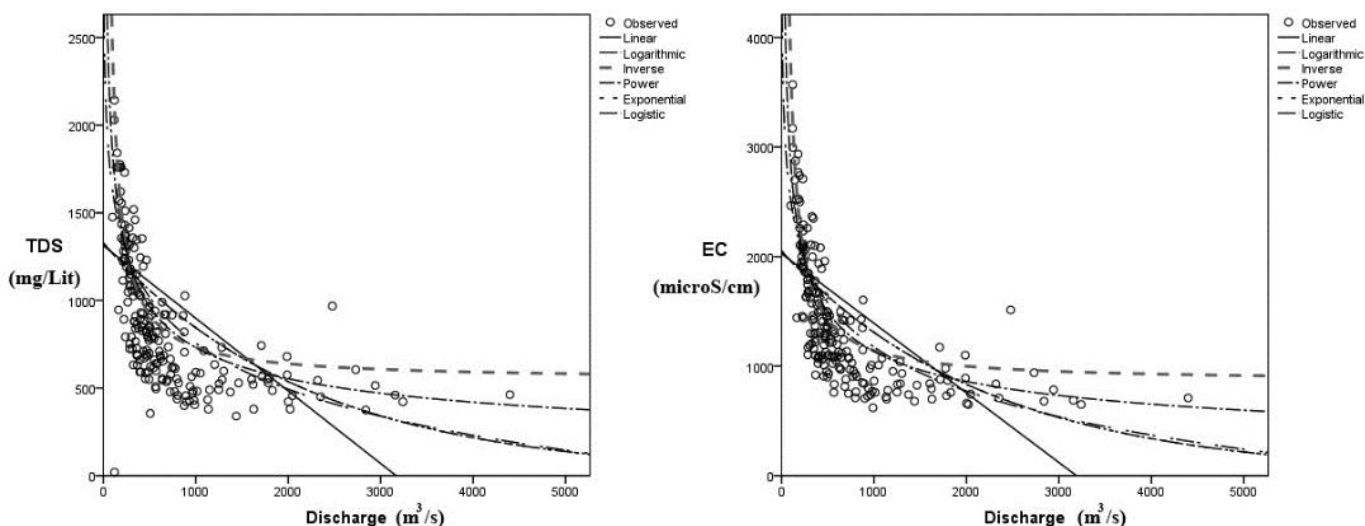 2500
2000
1500
1000
500
0
TDS
(mg/Lit)
0 1000 2000 3000 4000 5000
Discharge (m³/s)
Observed
Linear
Logarithmic
Inverse
Power
Exponential
Logistic
4000
3000
2000
1000
0
EC
(microS/cm)
0 1000 2000 3000 4000 5000
Discharge (m³/s)
Observed
Linear
Logarithmic
Inverse
Power
Exponential
Logistic